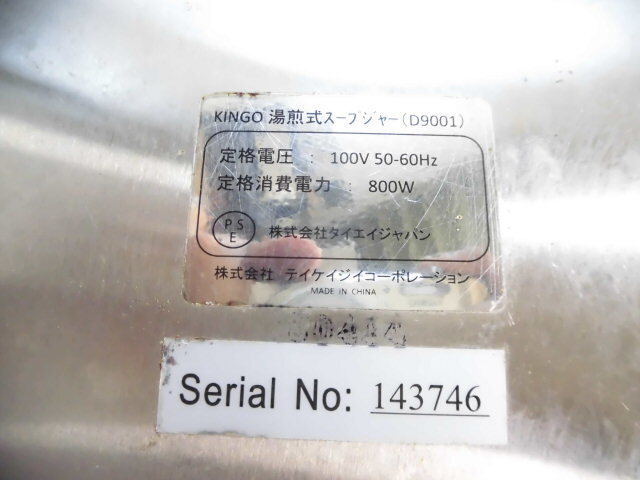 KINGO 湯煎式スープジャー(D9001)
定格電圧 : 100V 50-60Hz
定格消費電力 : 800W
PSE 株式会社タイエイジャパン
株式会社 テイケイジイコーポレーション
MADE IN CHINA
Serial No: 143746